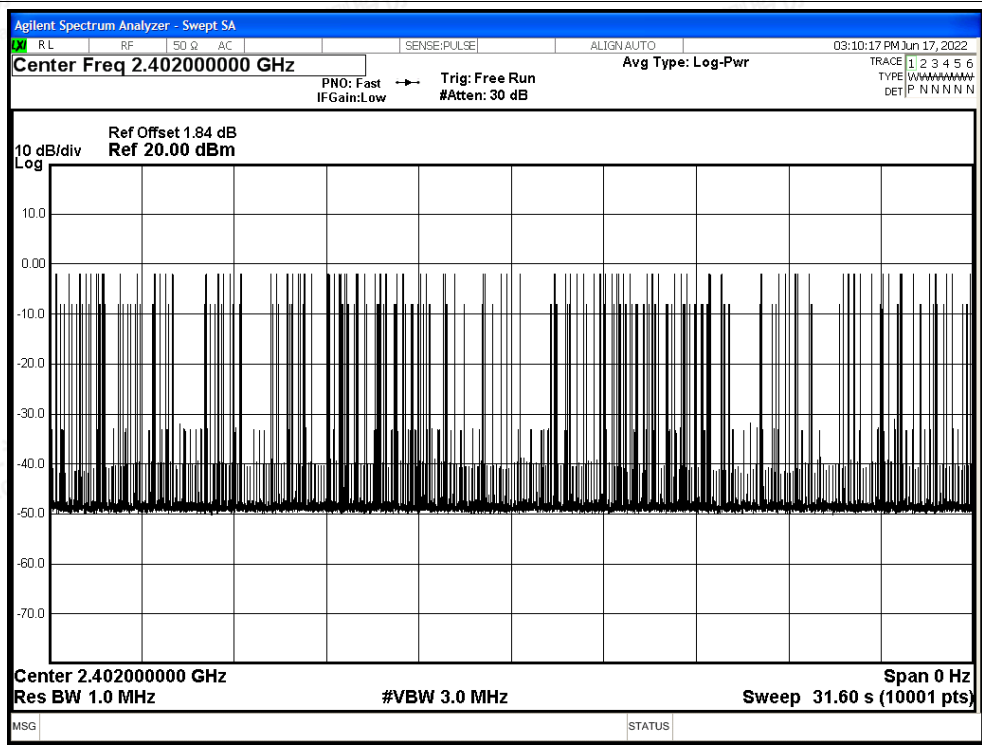 Agilent Spectrum Analyzer - Swept SA
LXI RL RF 50 Ω AC SENSE:PULSE ALIGN AUTO 03:10:17 PM Jun 17, 2022
Center Freq 2.402000000 GHz Avg Type: Log-Pwr TRACE 1 2 3 4 5 6
PNO: Fast Trig: Free Run TYPE
IFGain:Low #Atten: 30 dB DET P N N N N N
Ref Offset 1.84 dB
10 dB/div Ref 20.00 dBm
Log
10.0
0.00
-10.0
-20.0
-30.0
-40.0
-50.0
-60.0
-70.0
Center 2.402000000 GHz Span 0 Hz
Res BW 1.0 MHz #VBW 3.0 MHz Sweep 31.60 s (10001 pts)
MSG STATUS